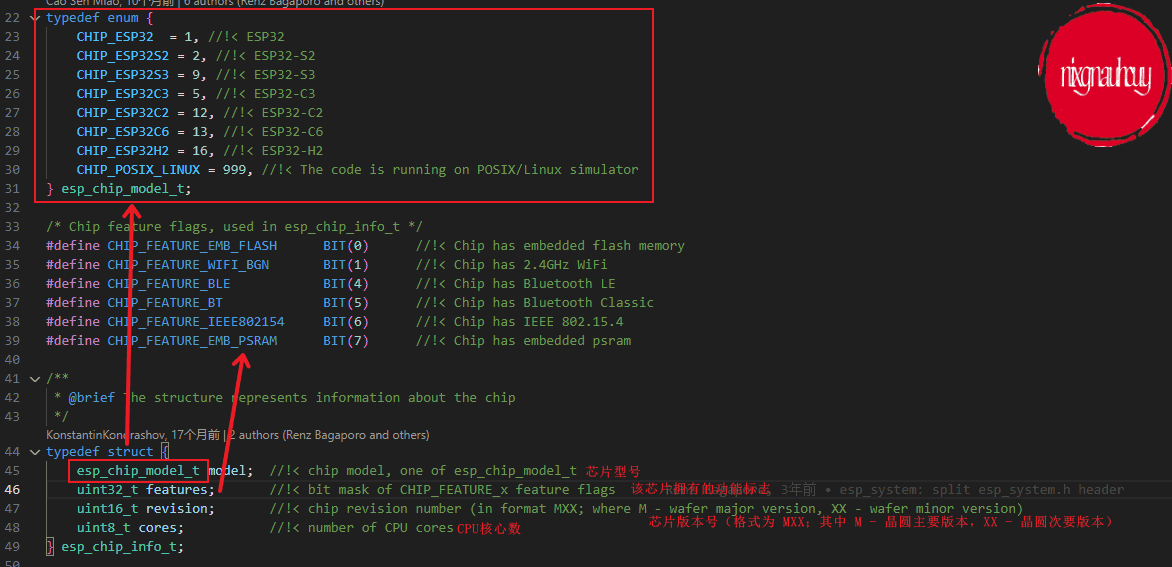 Cao Sen Miao, 10个月前 | 6 authors (Renz Bagaporo and others)
22 typedef enum {
23 CHIP_ESP32  = 1, //!< ESP32
24 CHIP_ESP32S2 = 2, //!< ESP32-S2
25 CHIP_ESP32S3 = 9, //!< ESP32-S3
26 CHIP_ESP32C3 = 5, //!< ESP32-C3
27 CHIP_ESP32C2 = 12, //!< ESP32-C2
28 CHIP_ESP32C6 = 13, //!< ESP32-C6
29 CHIP_ESP32H2 = 16, //!< ESP32-H2
30 CHIP_POSIX_LINUX = 999, //!< The code is running on POSIX/Linux simulator
31 } esp_chip_model_t;
32
33 /* Chip feature flags, used in esp_chip_info_t */
34 #define CHIP_FEATURE_EMB_FLASH      BIT(0)      //!< Chip has embedded flash memory
35 #define CHIP_FEATURE_WIFI_BGN       BIT(1)      //!< Chip has 2.4GHz WiFi
36 #define CHIP_FEATURE_BLE            BIT(4)      //!< Chip has Bluetooth LE
37 #define CHIP_FEATURE_BT             BIT(5)      //!< Chip has Bluetooth Classic
38 #define CHIP_FEATURE_IEEE802154     BIT(6)      //!< Chip has IEEE 802.15.4
39 #define CHIP_FEATURE_EMB_PSRAM      BIT(7)      //!< Chip has embedded psram
40
41 /**
42 * @brief The structure represents information about the chip
43 */
KonstantinKondrashov, 17个月前 | 2 authors (Renz Bagaporo and others)
44 typedef struct {
45 esp_chip_model_t model;  //!< chip model, one of esp_chip_model_t 芯片型号
46 uint32_t features;       //!< bit mask of CHIP_FEATURE_x feature flags 该芯片拥有的功能标志 3年前 • esp_system: split esp_system.h header
47 uint16_t revision;       //!< chip revision number (in format MXX; where M - wafer major version, XX - wafer minor version)
芯片版本号（格式为 MXX；其中 M - 晶圆主要版本，XX - 晶圆次要版本）
48 uint8_t cores;           //!< number of CPU cores CPU核心数
49 } esp_chip_info_t;
50